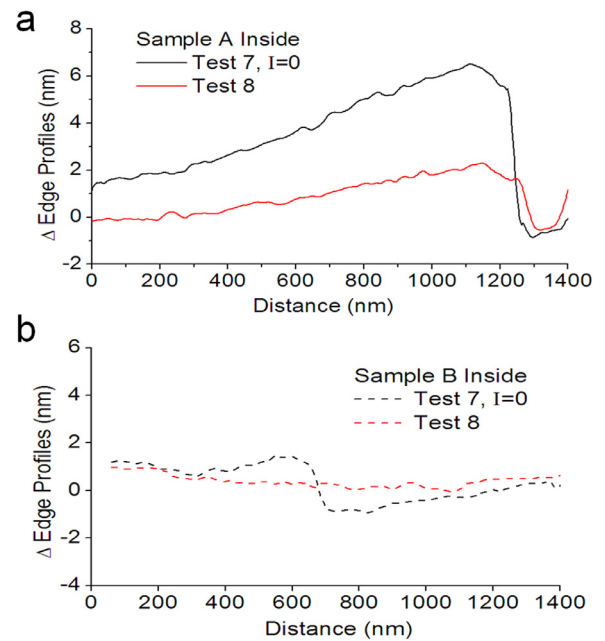 a
Sample A Inside
Test 7, I=0
Test 8
Δ Edge Profiles (nm)
8
6
4
2
0
-2
0 200 400 600 800 1000 1200 1400
Distance (nm)
b
Sample B Inside
Test 7, I=0
Test 8
Δ Edge Profiles (nm)
6
4
2
0
-2
-4
0 200 400 600 800 1000 1200 1400
Distance (nm)